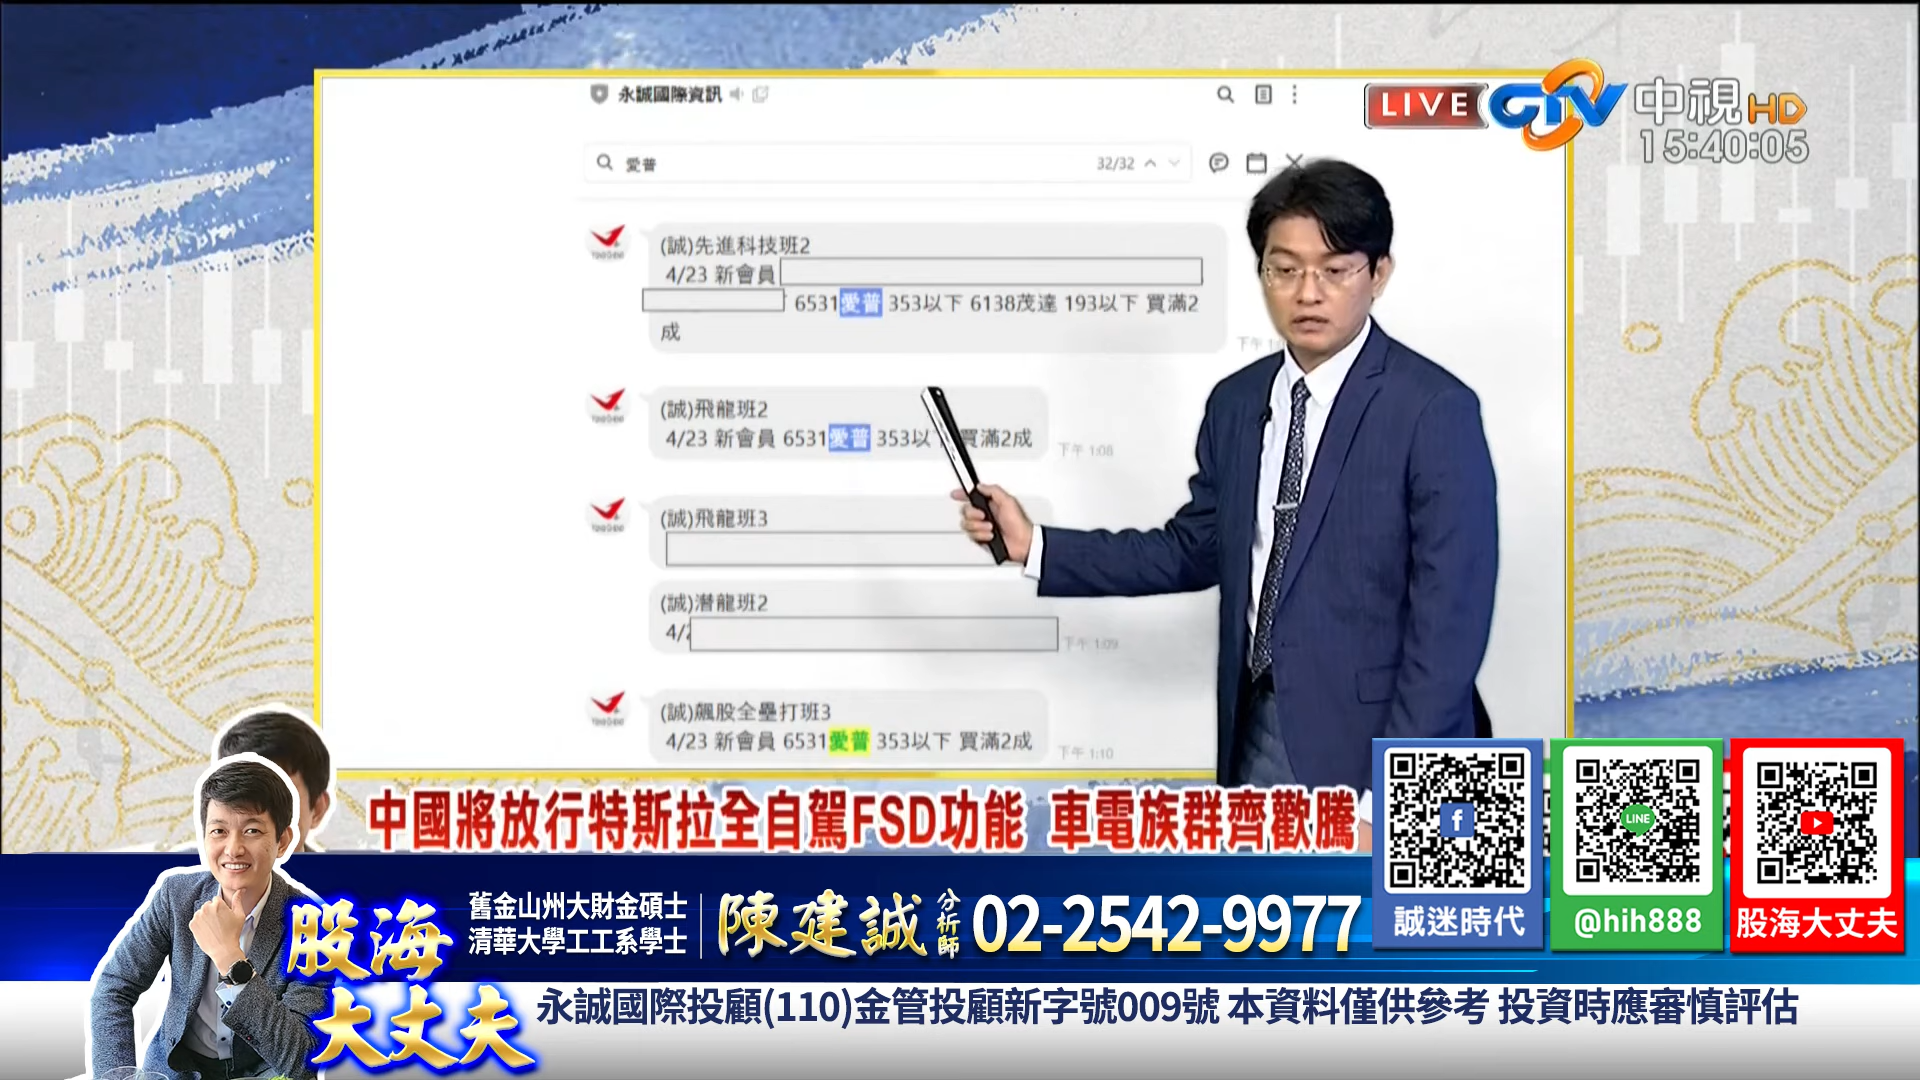 永誠國際資訊
LIVE
中視HD
15:40:05
愛普
32/32
(誠)先進科技班2
4/23 新會員
6531愛普 353以下 6138茂達 193以下 買滿2
成
下午
(誠)飛龍班2
4/23 新會員 6531愛普 353以 買滿2成
下午 1:08
(誠)飛龍班3
(誠)潛龍班2
4/2
下午 1:09
(誠)飆股全壘打班3
4/23 新會員 6531愛普 353以下 買滿2成
下午 1:10
中國將放行特斯拉全自駕FSD功能 車電族群齊歡騰
股海
大丈夫
舊金山州大財金碩士
清華大學工工系學士
陳建誠
分析師
02-2542-9977
誠迷時代
LINE
@hih888
股海大丈夫
永誠國際投顧(110)金管投顧新字號009號 本資料僅供參考 投資時應審慎評估